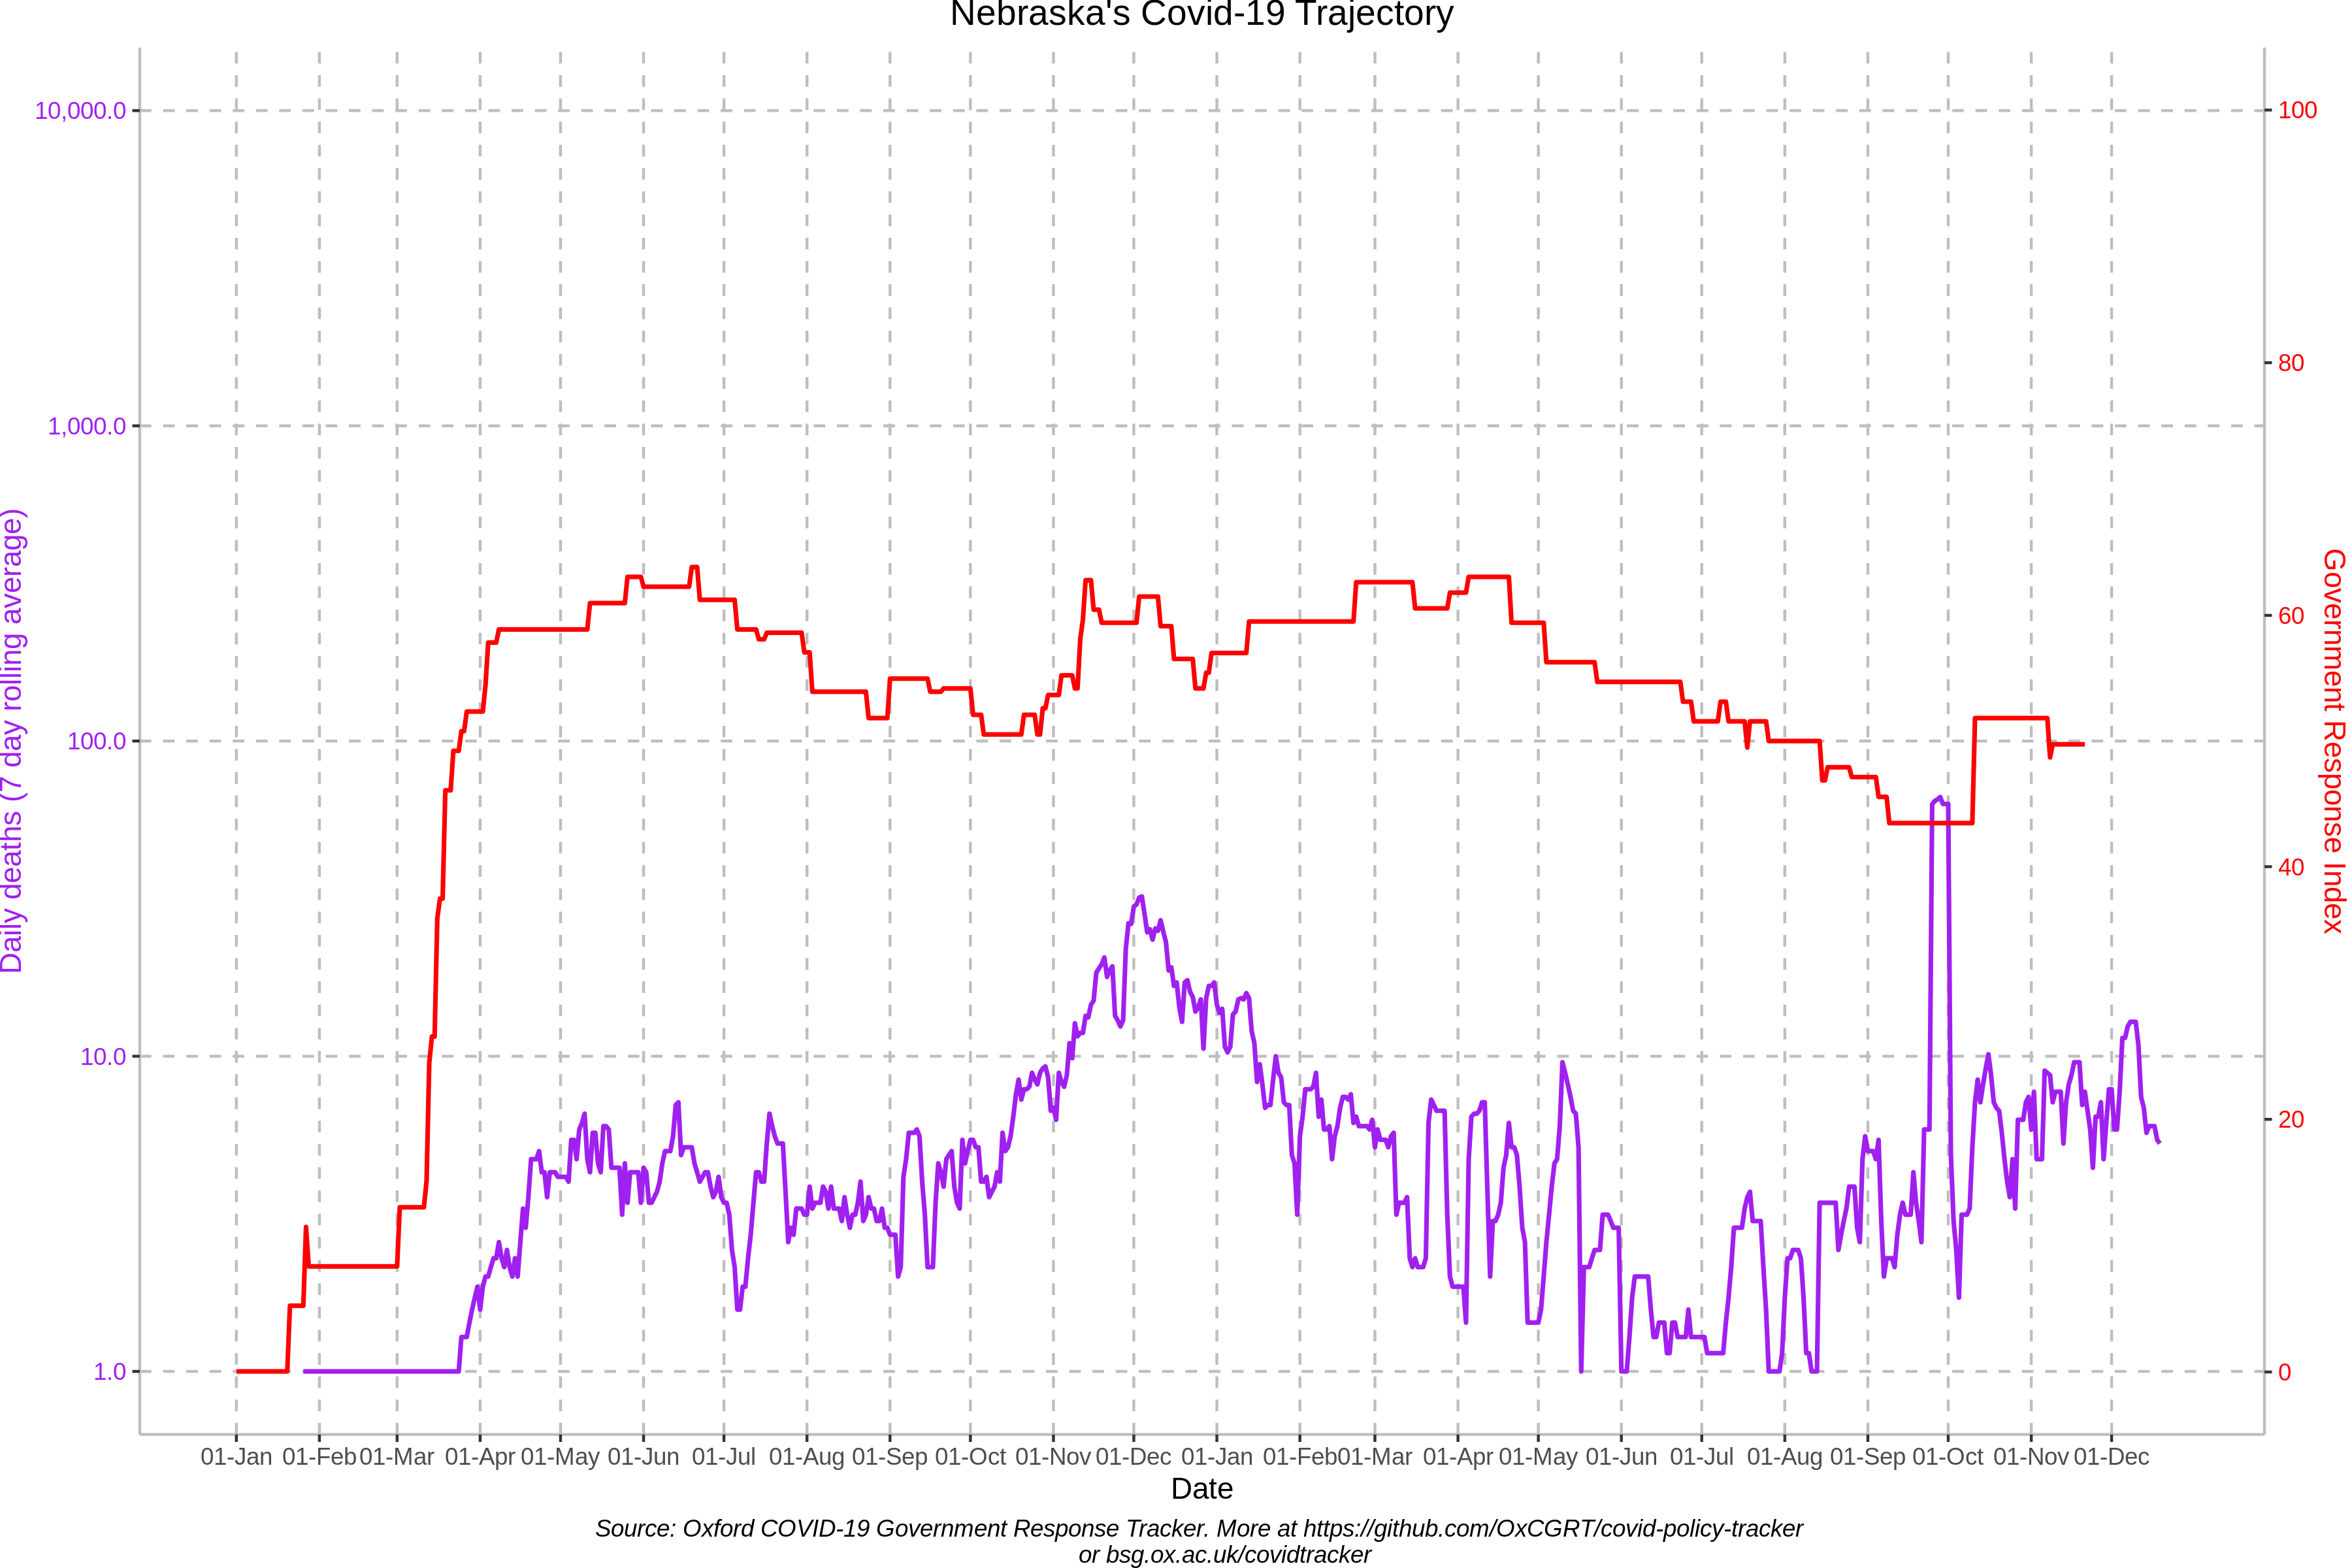 Nebraska's Covid-19 Trajectory
10,000.0
1,000.0
100.0
10.0
1.0
Daily deaths (7 day rolling average)
100
80
60
40
20
0
Government Response Index
01-Jan 01-Feb 01-Mar 01-Apr 01-May 01-Jun 01-Jul 01-Aug 01-Sep 01-Oct 01-Nov 01-Dec 01-Jan 01-Feb 01-Mar 01-Apr 01-May 01-Jun 01-Jul 01-Aug 01-Sep 01-Oct 01-Nov 01-Dec
Date
Source: Oxford COVID-19 Government Response Tracker. More at https://github.com/OxCGRT/covid-policy-tracker
or bsg.ox.ac.uk/covidtracker